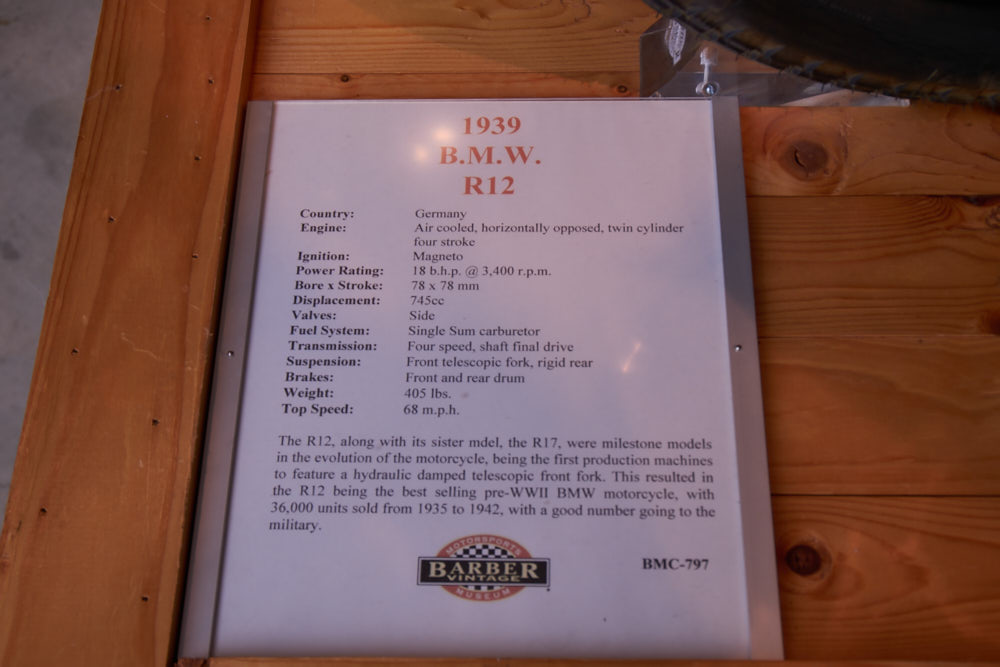 1939
B.M.W.
R12
Country: Germany
Engine: Air cooled, horizontally opposed, twin cylinder
four stroke
Ignition: Magneto
Power Rating: 18 b.h.p. @ 3,400 r.p.m.
Bore x Stroke: 78 x 78 mm
Displacement: 745cc
Valves: Side
Fuel System: Single Sum carburetor
Transmission: Four speed, shaft final drive
Suspension: Front telescopic fork, rigid rear
Brakes: Front and rear drum
Weight: 405 lbs.
Top Speed: 68 m.p.h.
The R12, along with its sister mdel, the R17, were milestone models
in the evolution of the motorcycle, being the first production machines
to feature a hydraulic damped telescopic front fork. This resulted in
the R12 being the best selling pre-WWII BMW motorcycle, with
36,000 units sold from 1935 to 1942, with a good number going to the
military.
MOTORSPORTS
BARBER
VINTAGE
MUSEUM
BMC-797